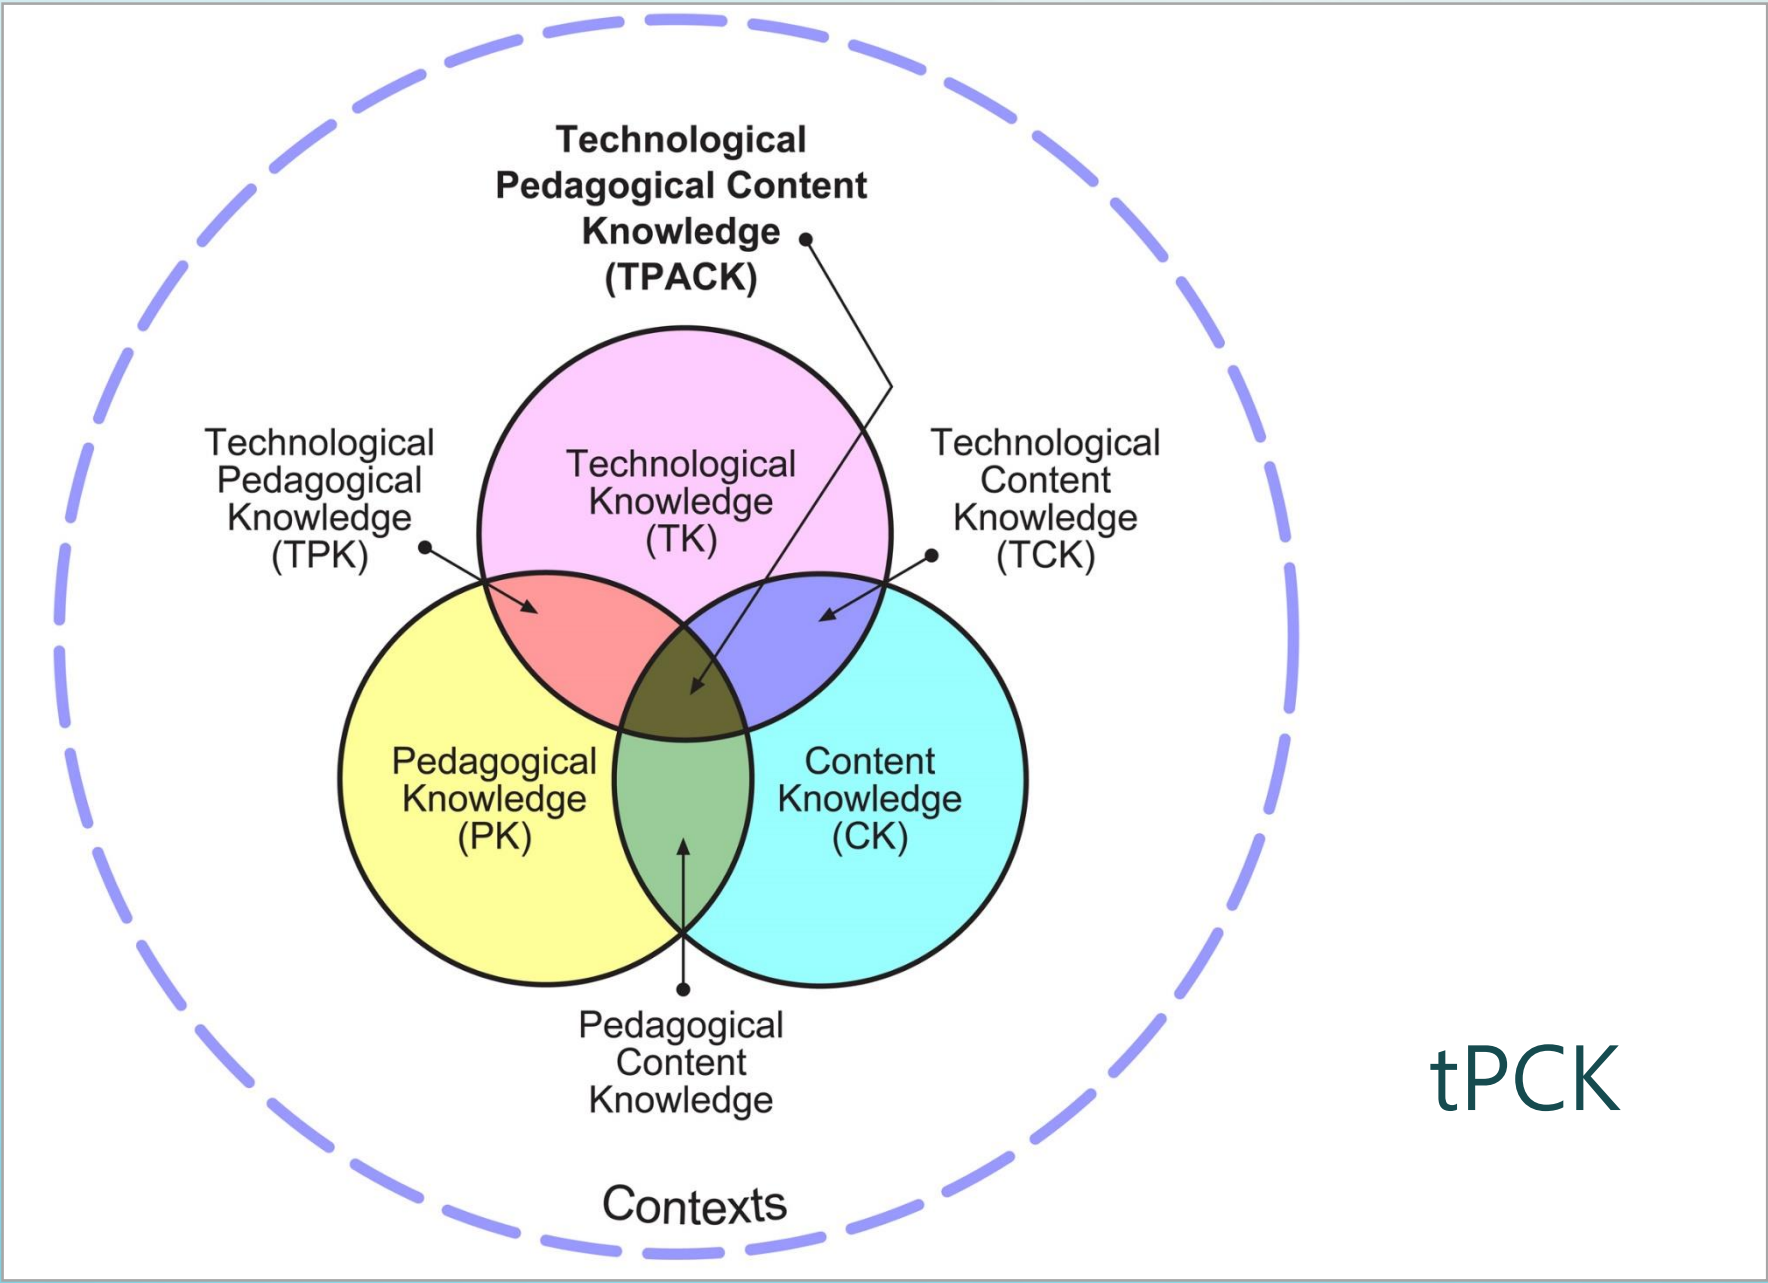 Technological
Pedagogical Content
Knowledge
(TPACK)
Technological
Pedagogical
Knowledge
(TPK)
Technological
Knowledge
(TK)
Technological
Content
Knowledge
(TCK)
Pedagogical
Knowledge
(PK)
Content
Knowledge
(CK)
Pedagogical
Content
Knowledge
Contexts
tPCK